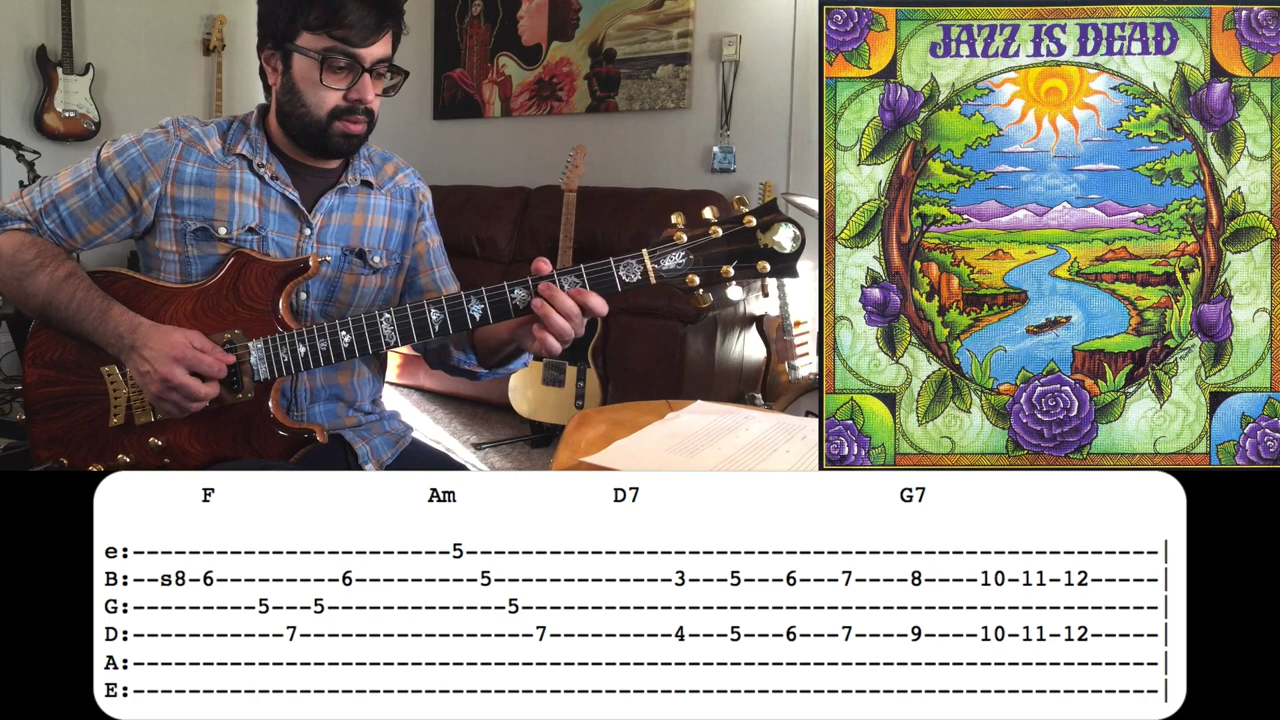 JAZZ IS DEAD
F Am D7 G7
e:-----------------------5--------------------------------------------------|
B:--s8-6---------6---------5-------------3---5---6---7----8----10-11-12-----|
G:---------5---5-------------5----------------------------------------------|
D:-----------7-----------------7---------4---5---6---7----9----10-11-12-----|
A:--------------------------------------------------------------------------|
E:--------------------------------------------------------------------------|